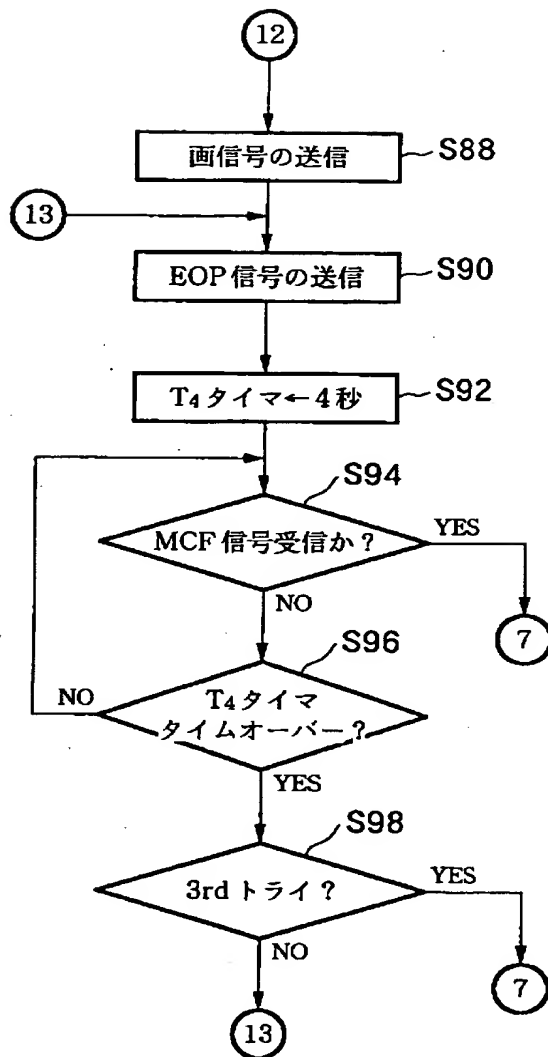 12
画信号の送信
S88
13
EOP信号の送信
S90
T₄タイマ←4秒
S92
S94
MCF信号受信か?
YES
NO
7
S96
NO
T₄タイマ
タイムオーバー?
YES
S98
3rdトライ?
YES
NO
7
13